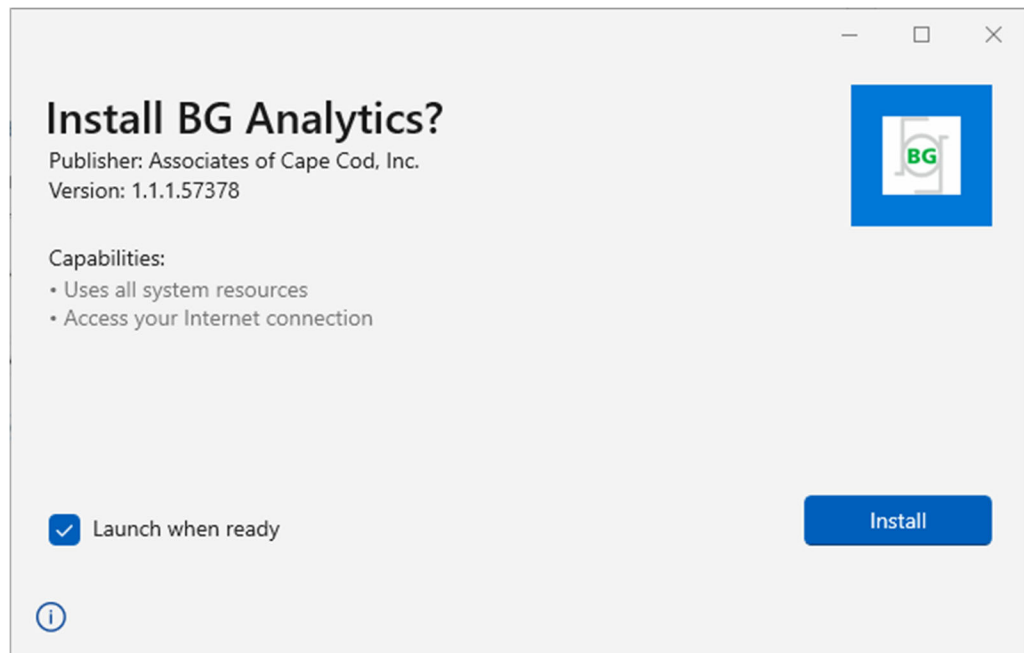 Install BG Analytics?
Publisher: Associates of Cape Cod, Inc.
Version: 1.1.1.57378
BG
Capabilities:
• Uses all system resources
• Access your Internet connection
Launch when ready
Install